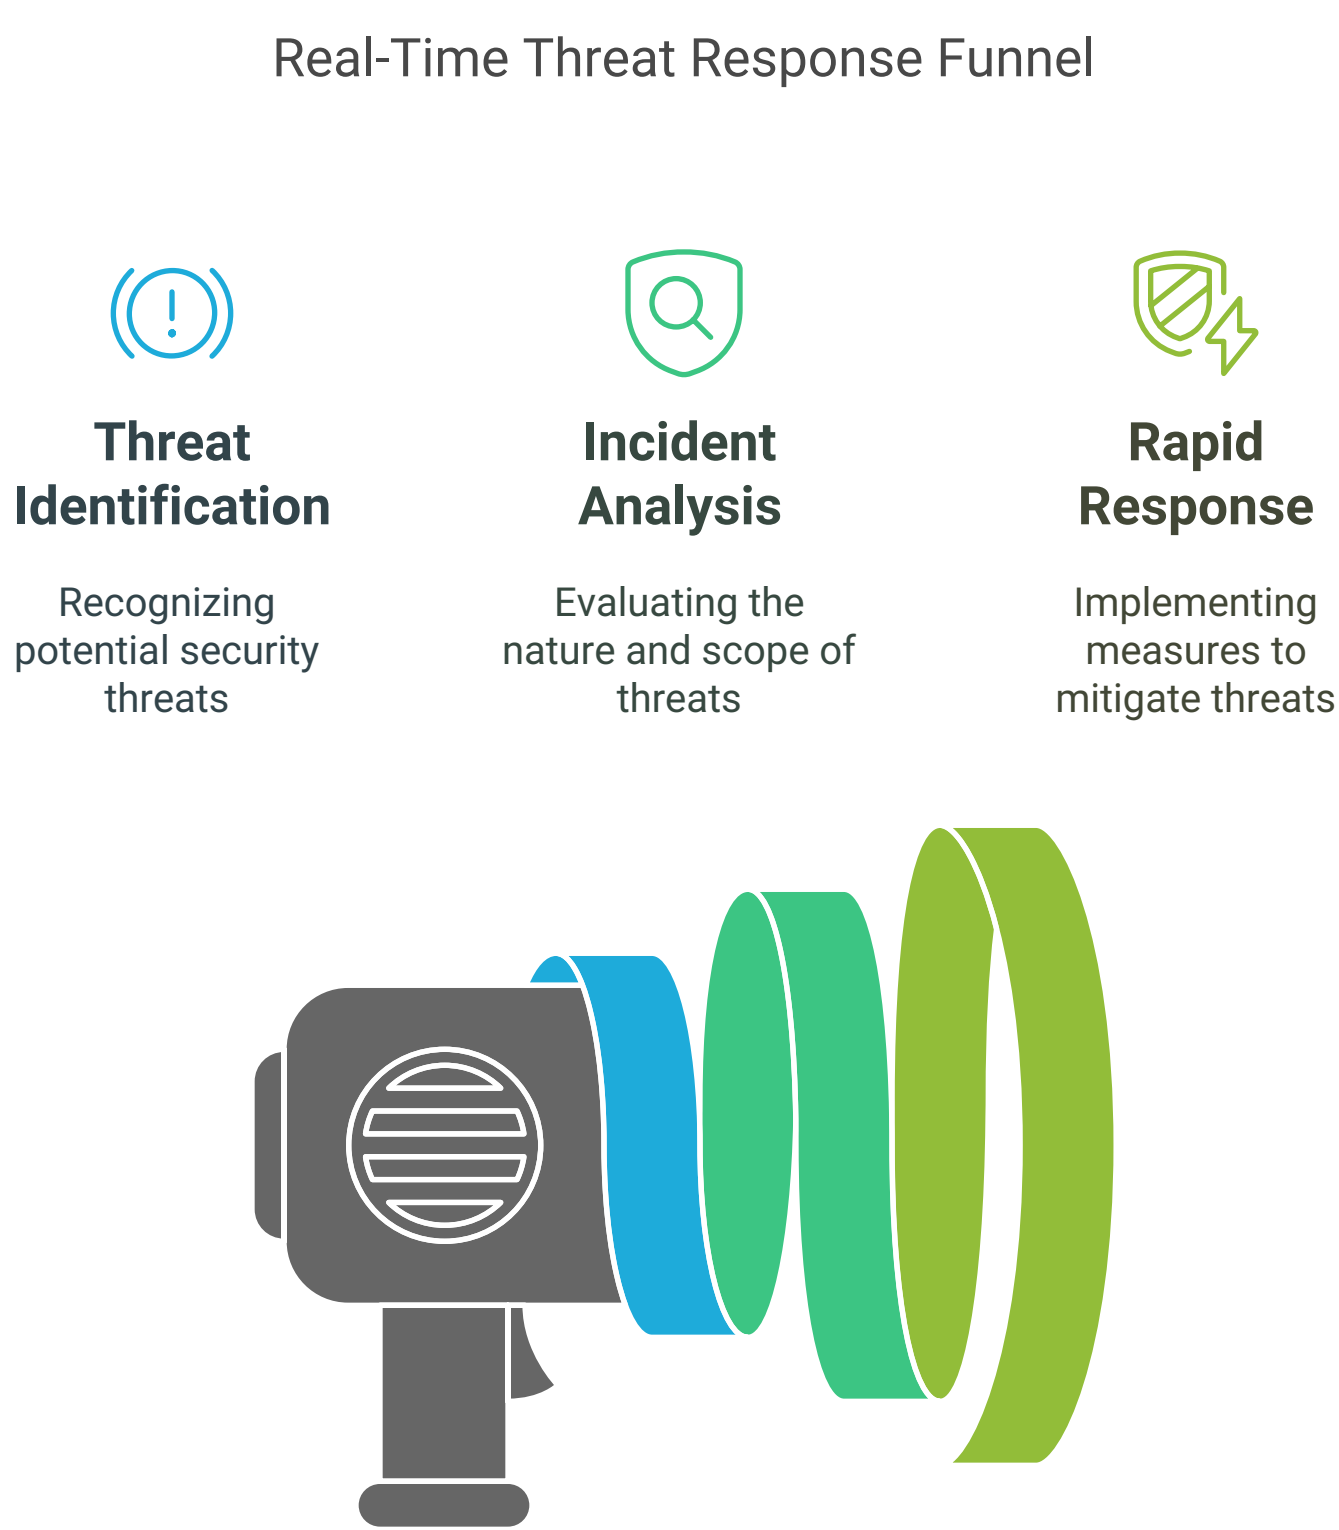 Real-Time Threat Response Funnel
Threat
Identification
Recognizing
potential security
threats
Incident
Analysis
Evaluating the
nature and scope of
threats
Rapid
Response
Implementing
measures to
mitigate threats